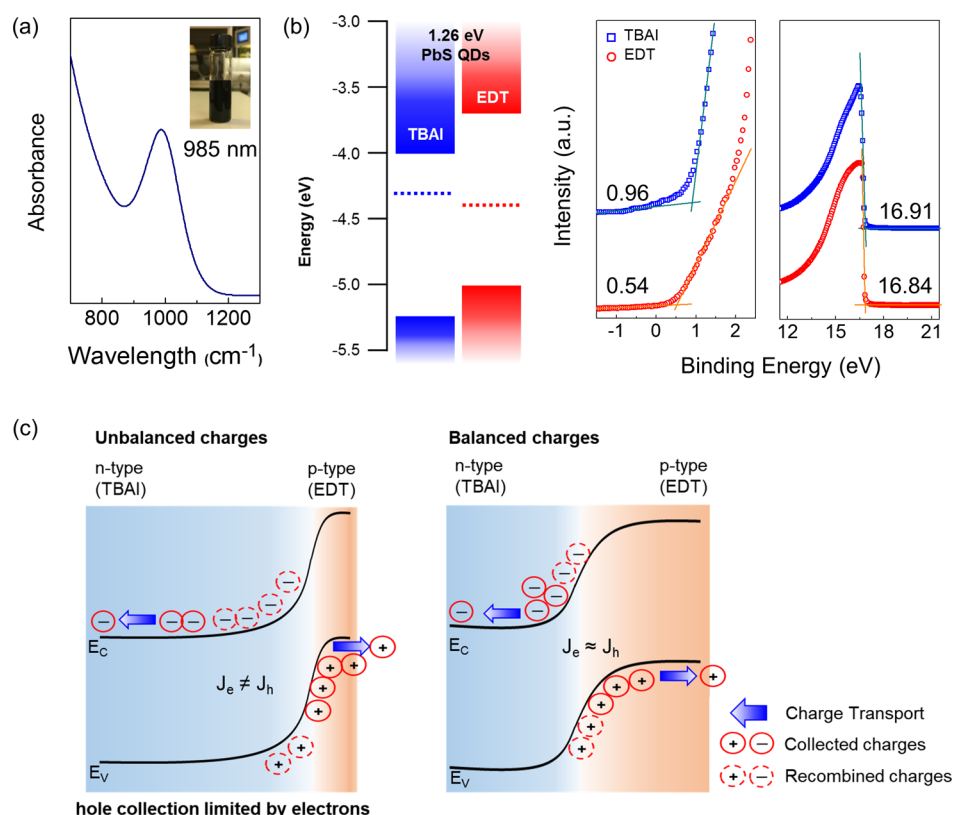 (a)
985 nm
Absorbance
800 1000 1200
Wavelength (cm-1)
(b)
-3.0
-3.5
-4.0
-4.5
-5.0
-5.5
Energy (eV)
1.26 eV
PbS QDs
TBAI
EDT
TBAI
EDT
Intensity (a.u.)
0.96
0.54
-1 0 1 2
16.91
16.84
12 15 18 21
Binding Energy (eV)
(c)
Unbalanced charges
n-type
(TBAI)
p-type
(EDT)
EC
Je ≠ Jh
EV
hole collection limited by electrons
Balanced charges
n-type
(TBAI)
p-type
(EDT)
EC
Je ≈ Jh
EV
Charge Transport
Collected charges
Recombined charges